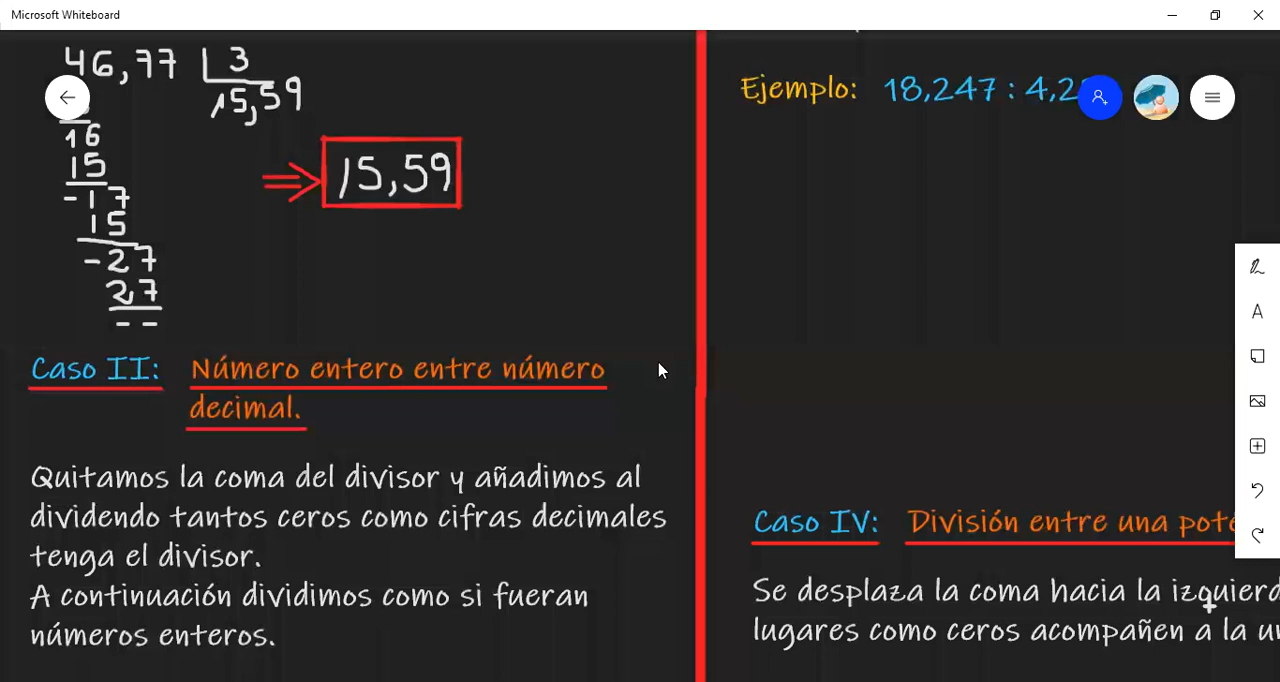 Microsoft Whiteboard
46,77 3
15,59
16
15
-17
15
-27
27
--
15,59
Caso II: Número entero entre número
decimal.
Quitamos la coma del divisor y añadimos al
dividendo tantos ceros como cifras decimales
tenga el divisor.
A continuación dividimos como si fueran
números enteros.
Ejemplo: 18,247 : 4,2
Caso IV: División entre una pote
Se desplaza la coma hacia la izquierd
lugares como ceros acompañen a la u
A